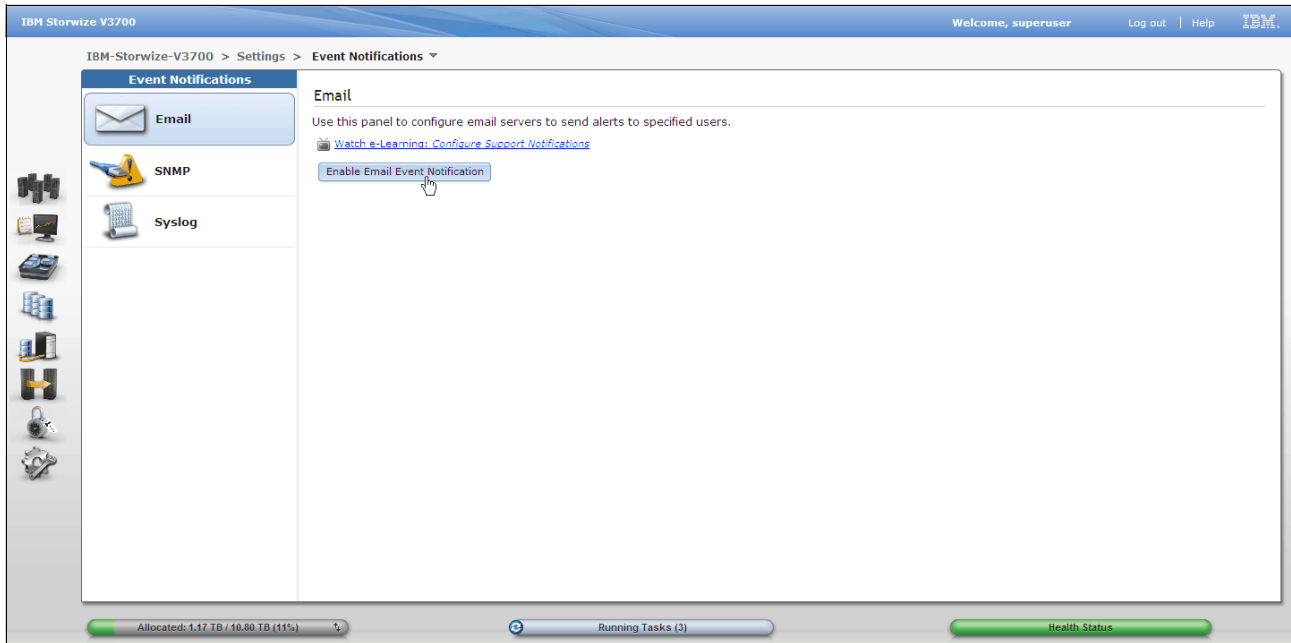 IBM Storwize V3700
Welcome, superuser
Log out | Help
IBM.
IBM-Storwize-V3700 > Settings > Event Notifications
Event Notifications
Email
SNMP
Syslog
Email
Use this panel to configure email servers to send alerts to specified users.
Watch e-Learning: Configure Support Notifications
Enable Email Event Notification
Allocated: 1.17 TB / 10.80 TB (11%)
Running Tasks (3)
Health Status